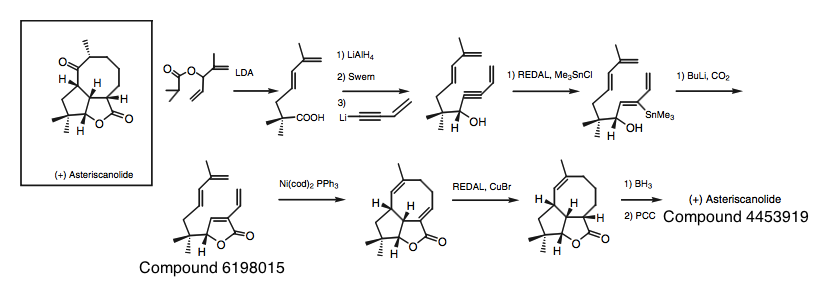 O
H
H
H
H
O
O
(+) Asteriscanolide
O
O
LDA
COOH
1) LiAlH₄
2) Swern
3)
Li
H
OH
1) REDAL, Me₃SnCl
SnMe₃
H
OH
1) BuLi, CO₂
H
O
O
Compound 6198015
Ni(cod)₂ PPh₃
H
H
H
O
O
REDAL, CuBr
H
H
H
H
O
O
1) BH₃
2) PCC
(+) Asteriscanolide
Compound 4453919